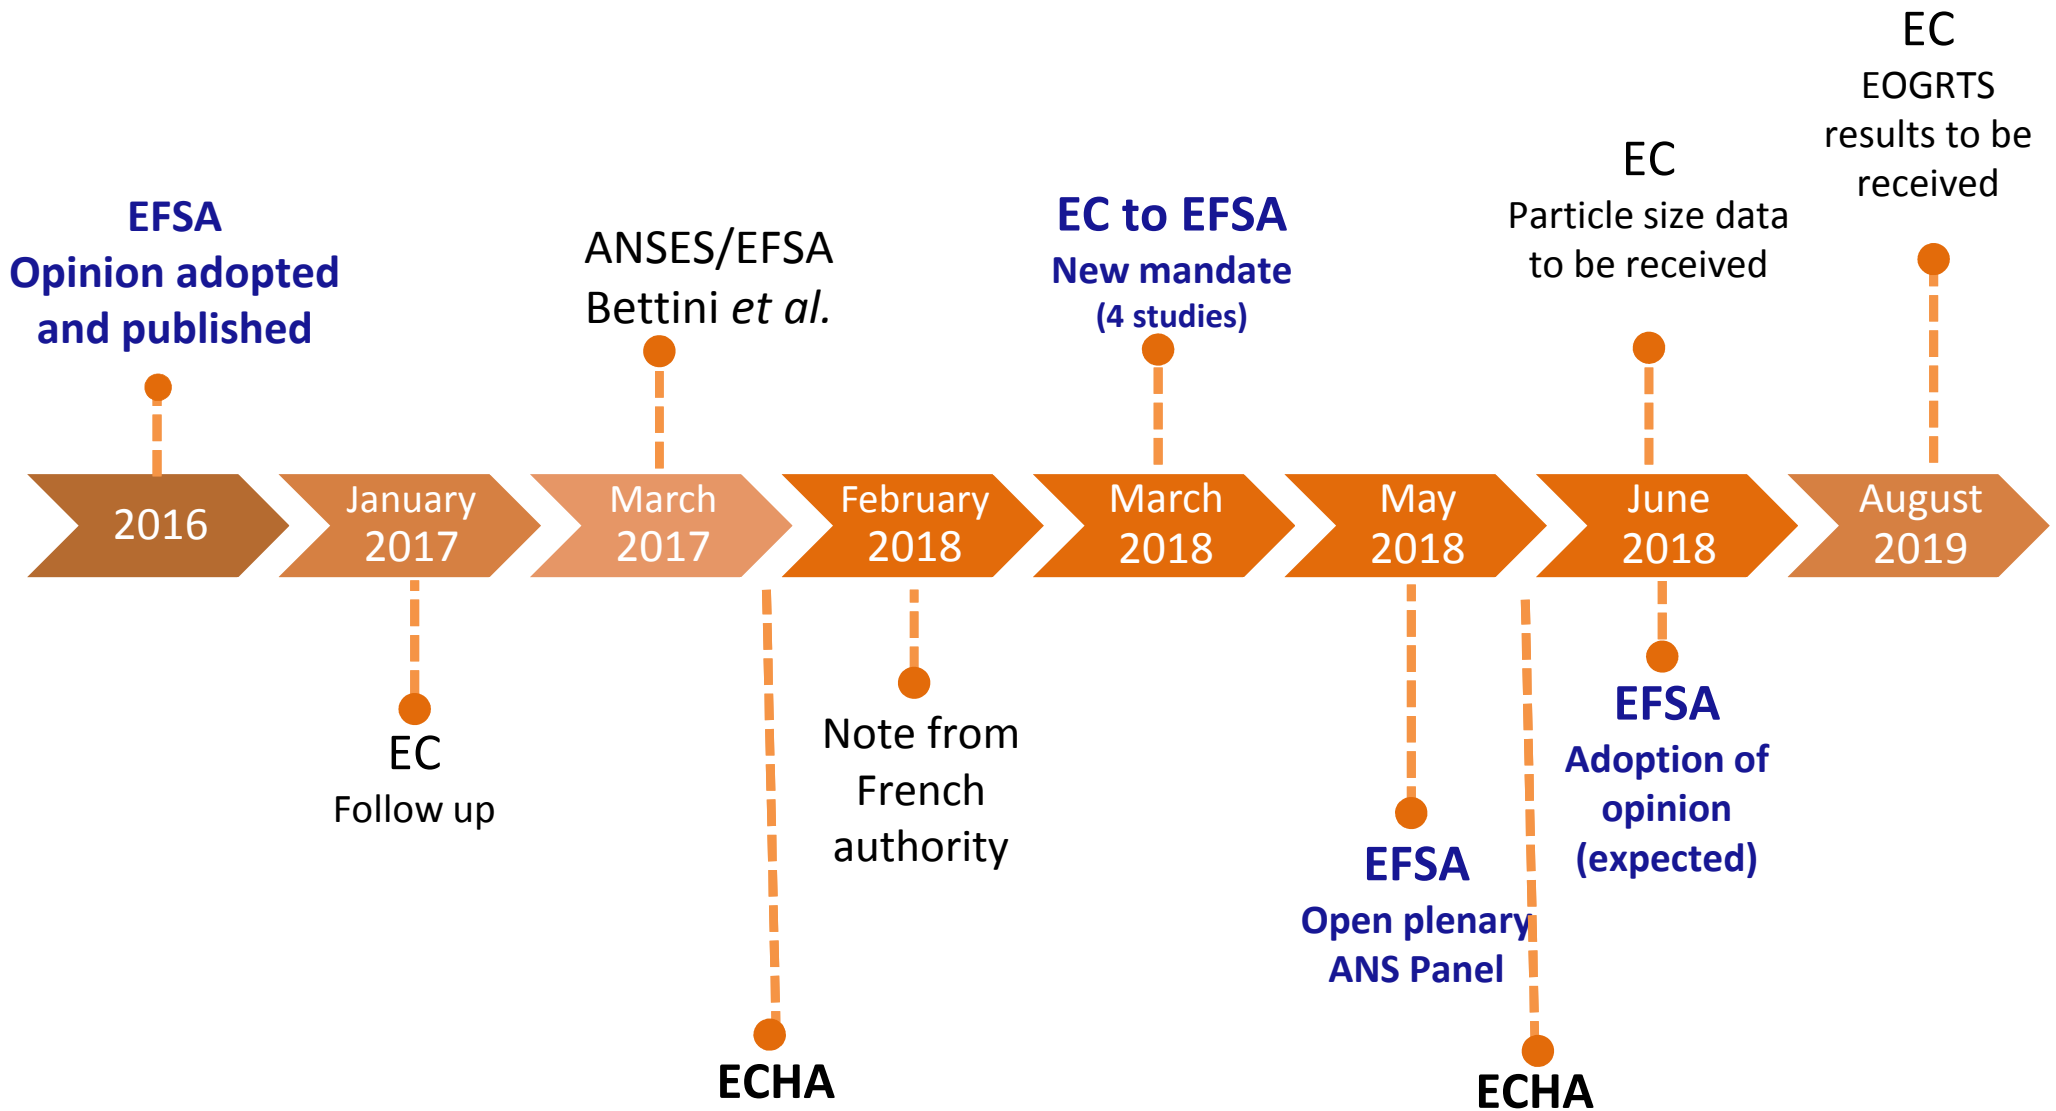 EC
EOGRTS
results to be
received
EC
Particle size data
to be received
EC to EFSA
New mandate
(4 studies)
ANSES/EFSA
Bettini et al.
EFSA
Opinion adopted
and published
2016
January
2017
March
2017
February
2018
March
2018
May
2018
June
2018
August
2019
EC
Follow up
ECHA
Note from
French
authority
EFSA
Open plenary
ANS Panel
ECHA
EFSA
Adoption of
opinion
(expected)